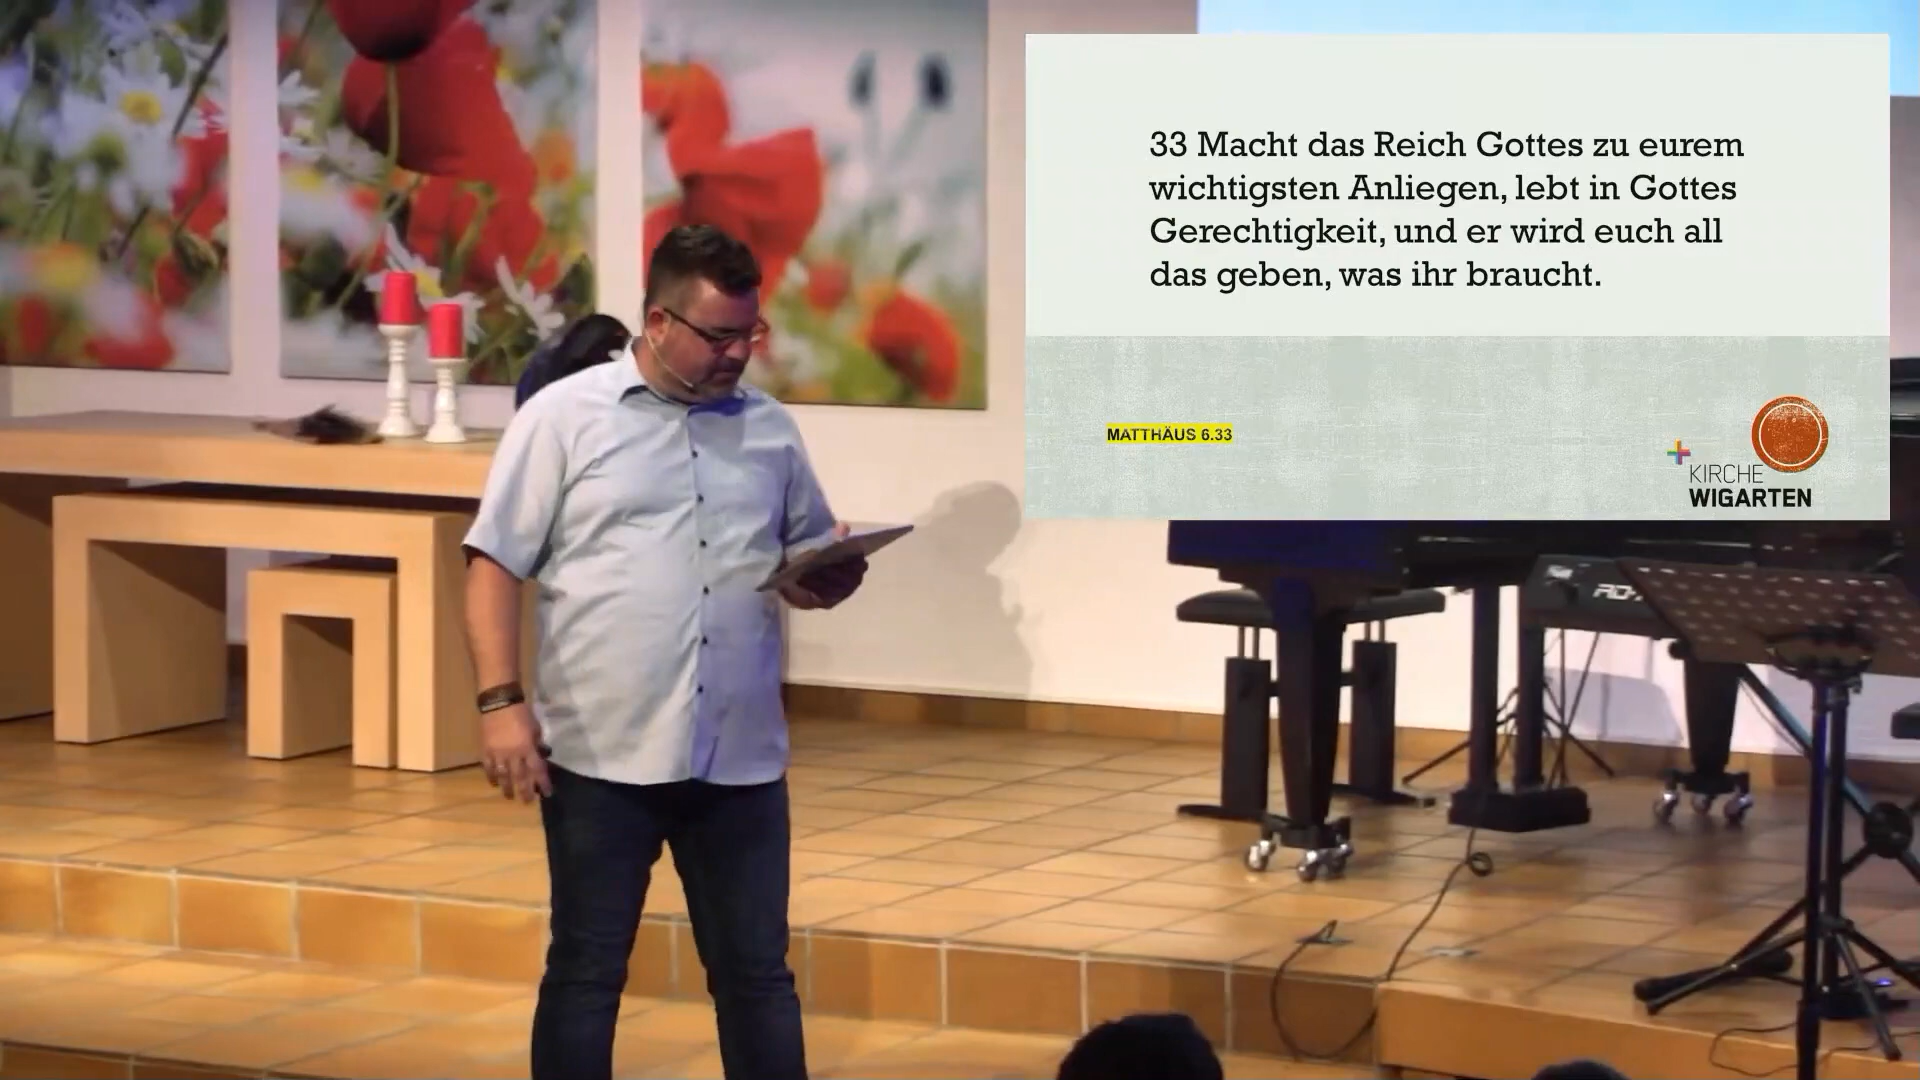 33 Macht das Reich Gottes zu eurem
wichtigsten Anliegen, lebt in Gottes
Gerechtigkeit, und er wird euch all
das geben, was ihr braucht.
MATTHÄUS 6.33
KIRCHE
WIGARTEN